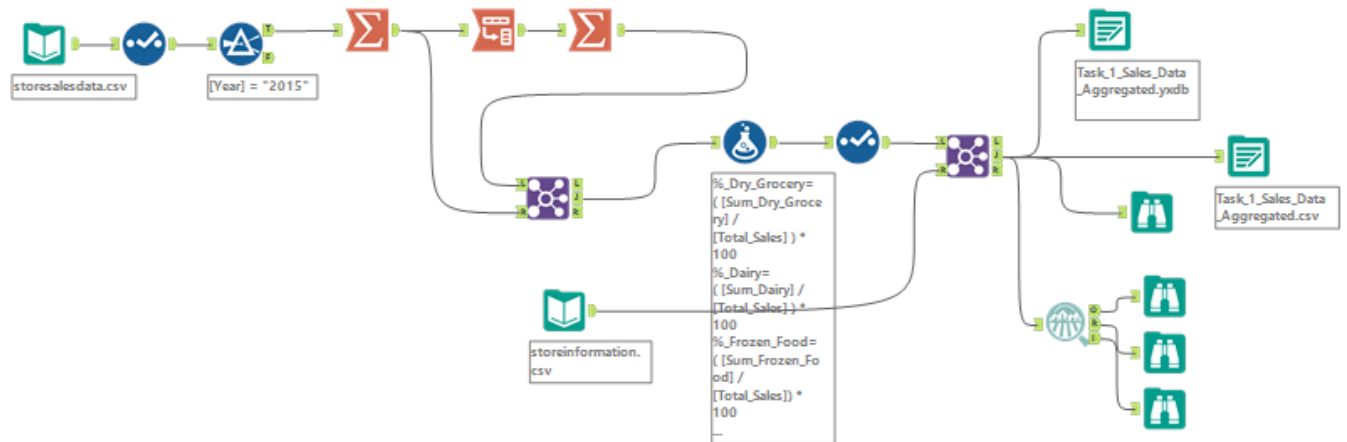 storesalesdata.csv
[Year] = "2015"
T
F
L
J
R
L
J
R
L
R
L
R
Task_1_Sales_Data
_Aggregated.yxdb
Task_1_Sales_Data
_Aggregated.csv
%_Dry_Grocery=
( [Sum_Dry_Groce
ry] /
[Total_Sales] ) *
100
%_Dairy=
( [Sum_Dairy] /
[Total_Sales] ) *
100
%_Frozen_Food=
( [Sum_Frozen_Fo
od] /
[Total_Sales]) *
100
...
storeinformation.
csv
O
R
I